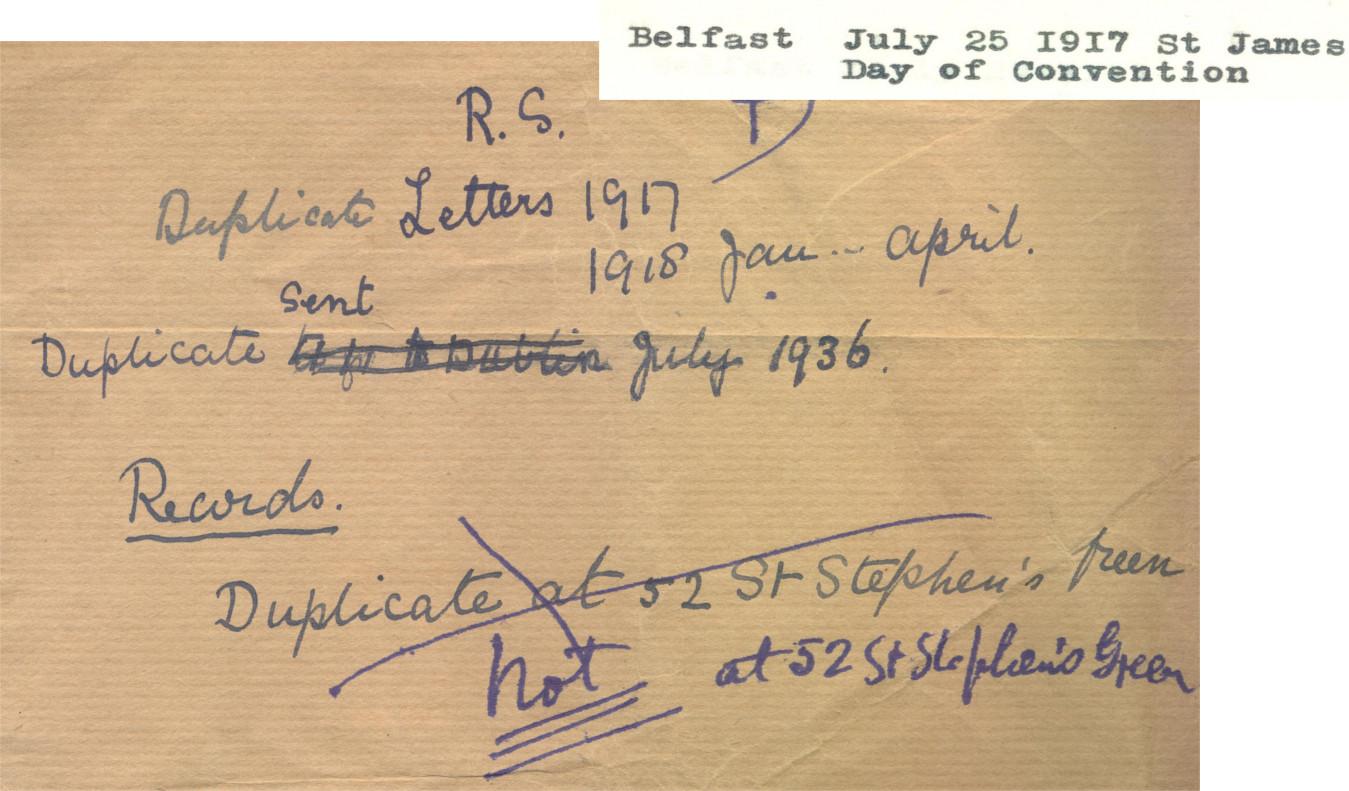 Belfast July 25 1917 St James
Day of Convention
R. S.
Duplicate Letters 1917
1918 Jan -- April.
Sent
Duplicate Dublin July 1936.
Records.
Duplicate at 52 St Stephen's Green
Not at 52 St Stephen's Green